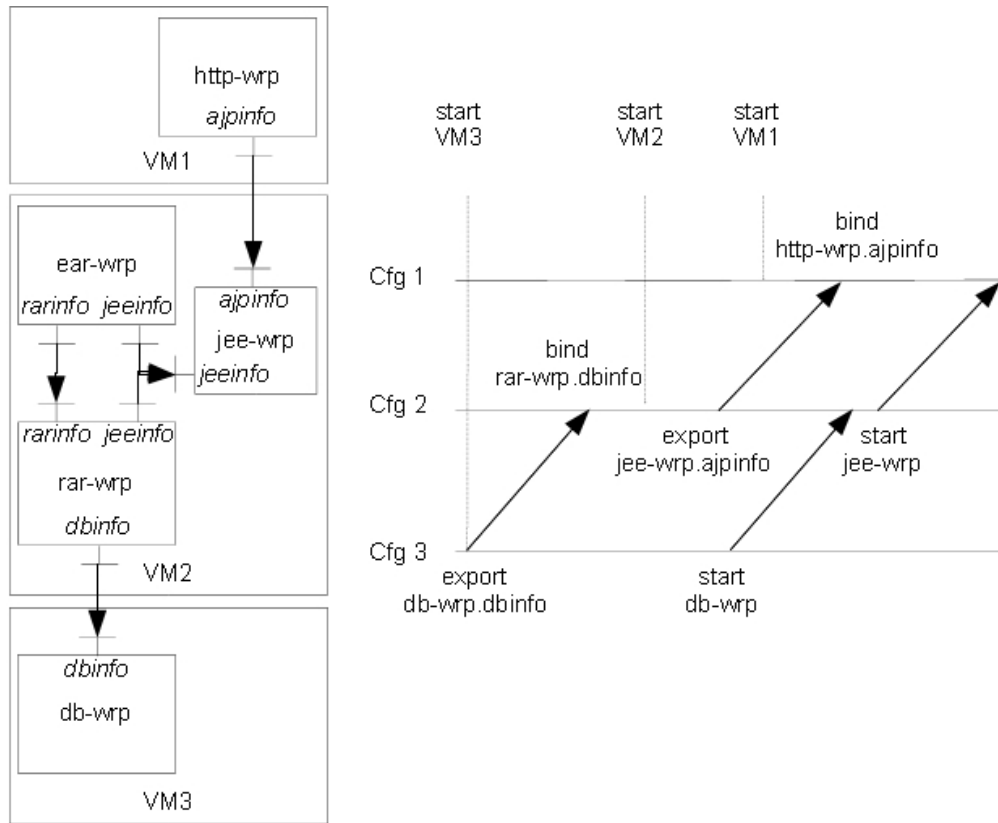 http-wrp
ajpinfo
VM1
ear-wrp
rarinfo jeeinfo
ajpinfo
jee-wrp
jeeinfo
rarinfo jeeinfo
rar-wrp
dbinfo
VM2
dbinfo
db-wrp
VM3
start
VM3
start
VM2
start
VM1
bind
http-wrp.ajpinfo
Cfg 1
bind
rar-wrp.dbinfo
Cfg 2
export
jee-wrp.ajpinfo
start
jee-wrp
Cfg 3
export
db-wrp.dbinfo
start
db-wrp